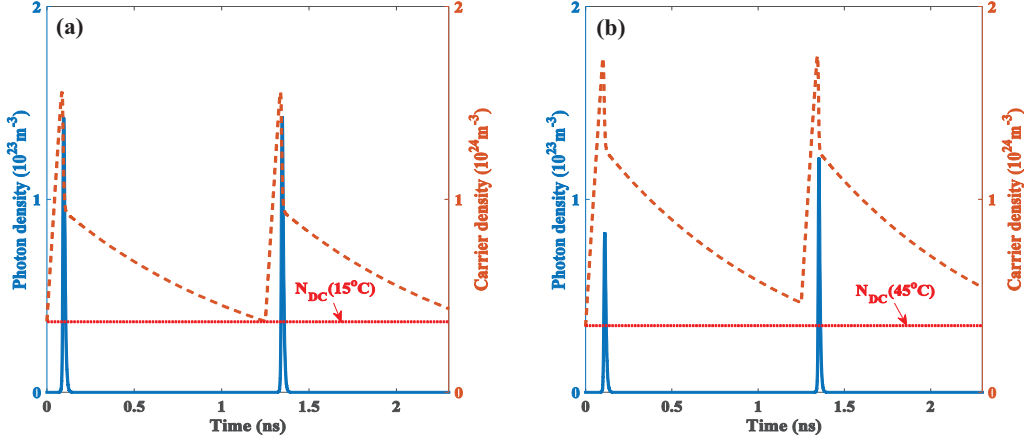 (a)
2
1
0
Photon density (10^23 m^-3)
2
1
0
Carrier density (10^24 m^-3)
N_DC(15°C)
0 0.5 1 1.5 2
Time (ns)
(b)
2
1
0
Photon density (10^23 m^-3)
2
1
0
Carrier density (10^24 m^-3)
N_DC(45°C)
0 0.5 1 1.5 2
Time (ns)